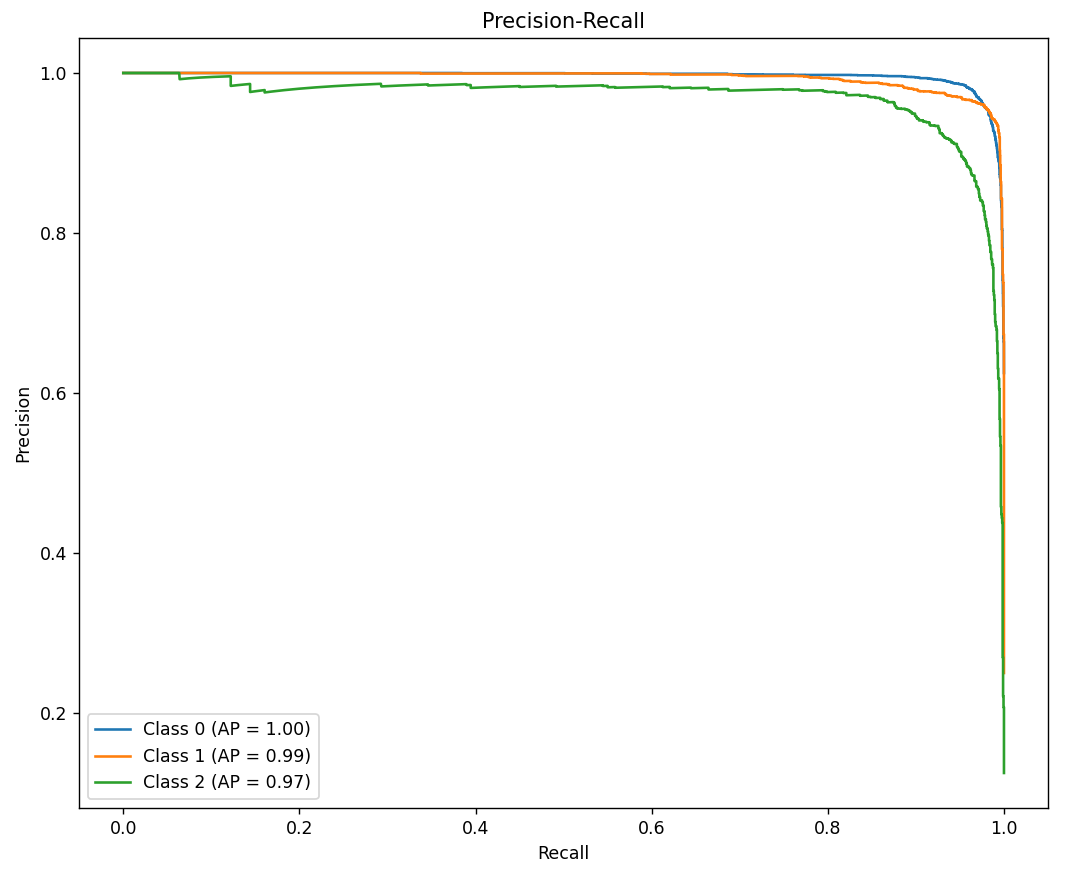 Precision-Recall
1.0
0.8
0.6
0.4
0.2
Precision
Class 0 (AP = 1.00)
Class 1 (AP = 0.99)
Class 2 (AP = 0.97)
0.0 0.2 0.4 0.6 0.8 1.0
Recall